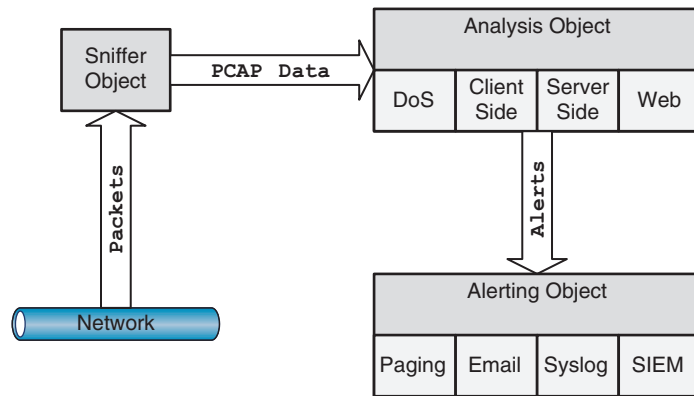 Sniffer
Object
PCAP Data
Analysis Object
DoS
Client
Side
Server
Side
Web
Packets
Alerts
Network
Alerting Object
Paging
Email
Syslog
SIEM